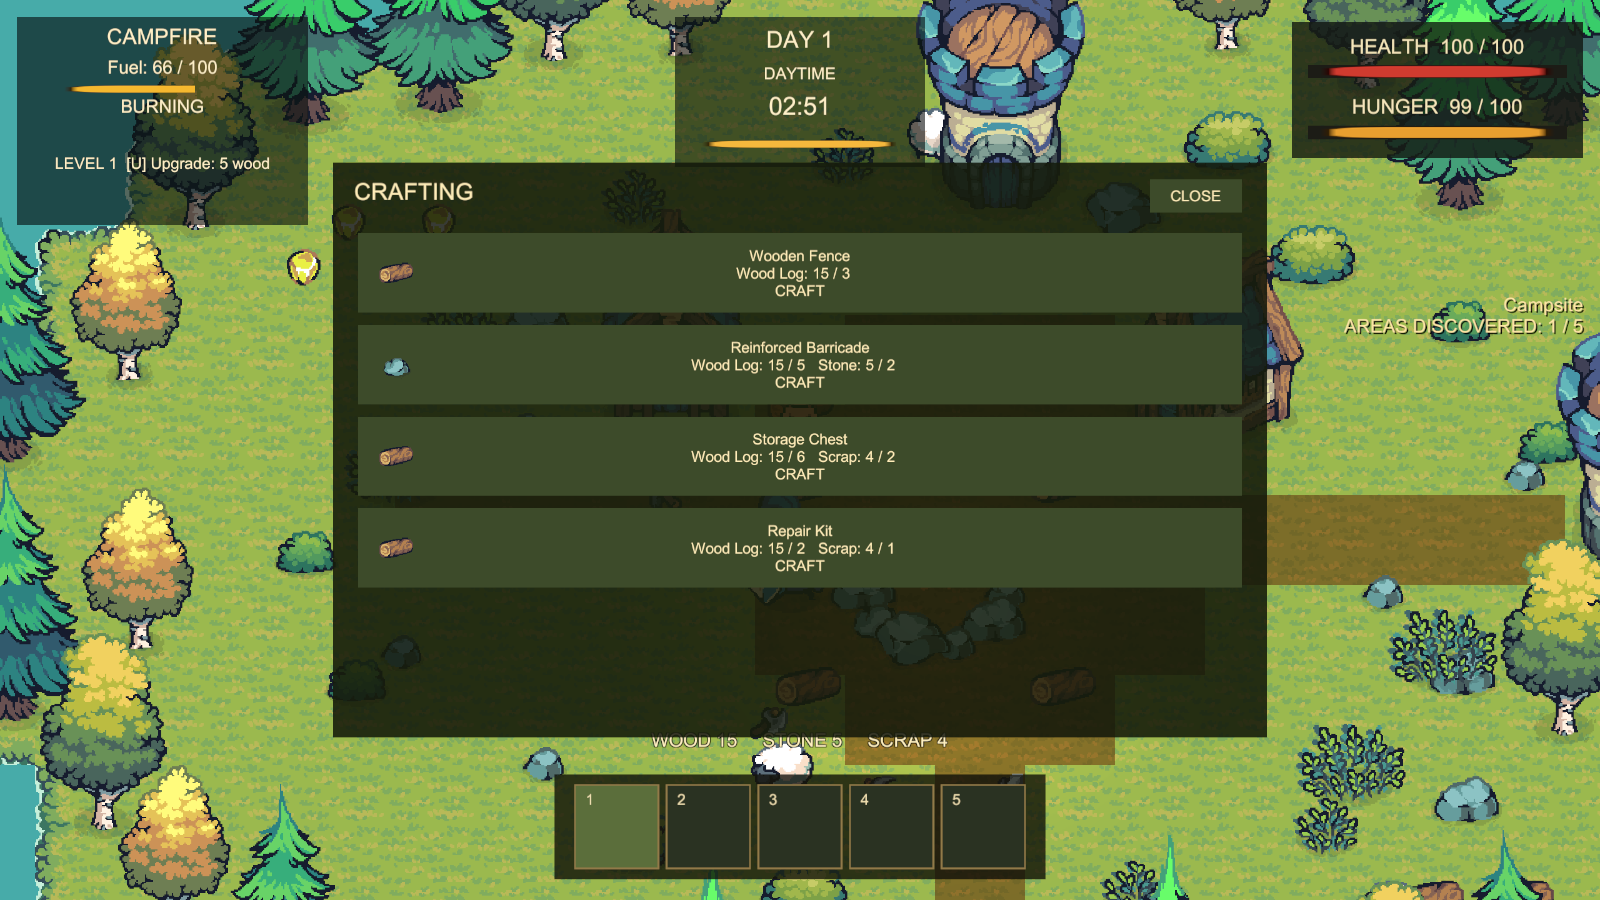 CAMPFIRE
Fuel: 66 / 100
BURNING
LEVEL 1 [U] Upgrade: 5 wood
DAY 1
DAYTIME
02:51
HEALTH 100 / 100
HUNGER 99 / 100
CRAFTING
CLOSE
Wooden Fence
Wood Log: 15 / 3
CRAFT
Campsite
AREAS DISCOVERED: 1 / 5
Reinforced Barricade
Wood Log: 15 / 5 Stone: 5 / 2
CRAFT
Storage Chest
Wood Log: 15 / 6 Scrap: 4 / 2
CRAFT
Repair Kit
Wood Log: 15 / 2 Scrap: 4 / 1
CRAFT
WOOD 15 STONE 5 SCRAP 4
1 2 3 4 5